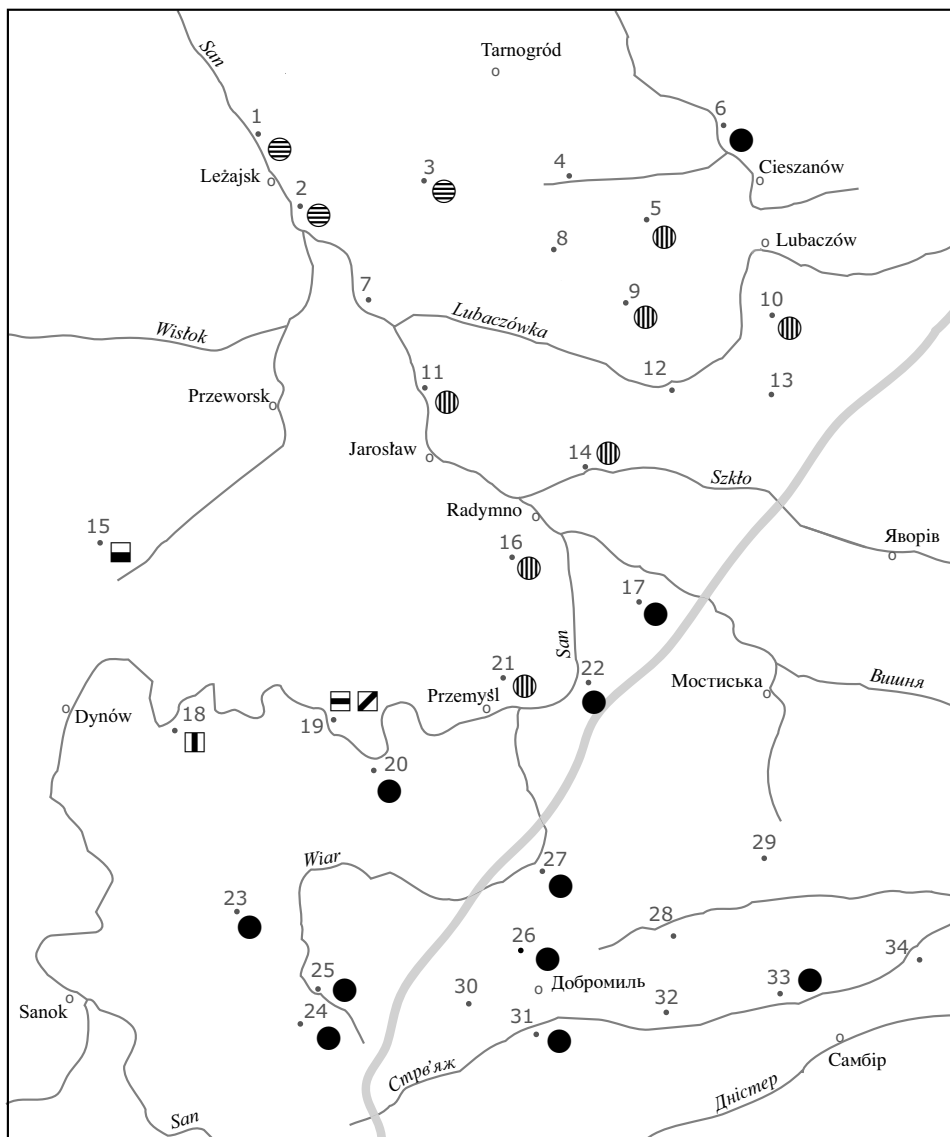 San
Tarnogród
6
1
3
4
Cieszanów
Leżajsk
2
5
8
Lubaczów
7
9
10
Lubaczówka
Wisłok
11
12
13
Przeworsk
Jarosław
14
Szkło
Radymno
15
16
Яворів
17
San
21
22
Мостиська
Вишня
Przemyśl
Dynów
18
19
20
Wiar
27
29
23
28
26
34
25
33
Добромиль
Sanok
30
32
24
31
Стрв'яж
Самбір
Дністер
San